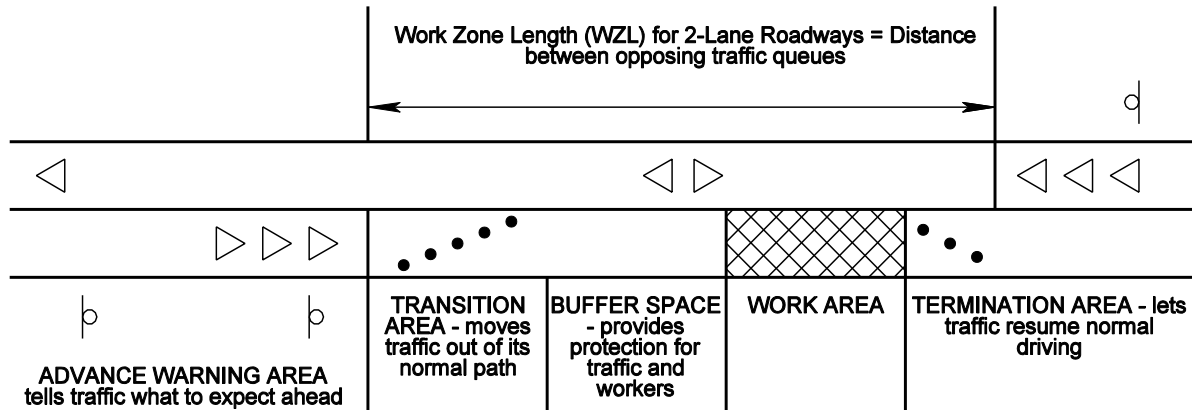 Work Zone Length (WZL) for 2-Lane Roadways = Distance
between opposing traffic queues
TRANSITION
AREA - moves
traffic out of its
normal path
BUFFER SPACE
- provides
protection for
traffic and
workers
WORK AREA
TERMINATION AREA - lets
traffic resume normal
driving
ADVANCE WARNING AREA
tells traffic what to expect ahead